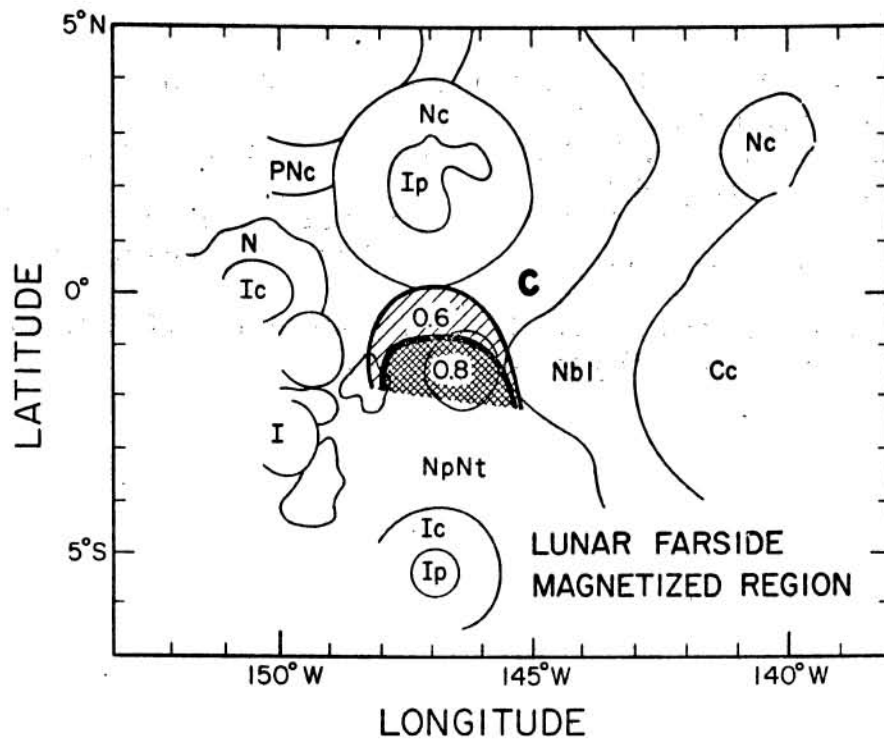 5°N
Nc
Nc
PNc
Ip
N
Ic
C
0°
0.6
0.8
Nbl
Cc
I
NpNt
Ic
LUNAR FARSIDE
5°S
Ip
MAGNETIZED REGION
150°W
145°W
140°W
LONGITUDE
LATITUDE